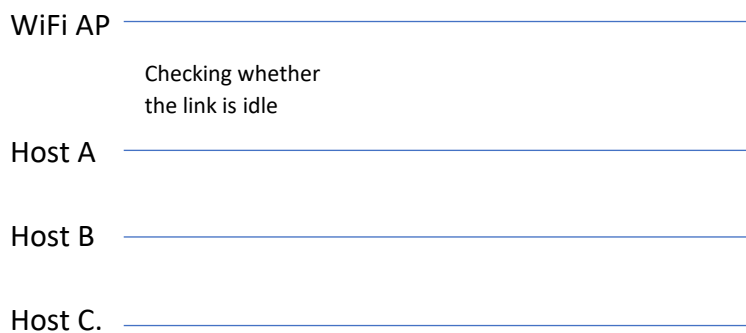 WiFi AP
Checking whether
the link is idle
Host A
Host B
Host C.